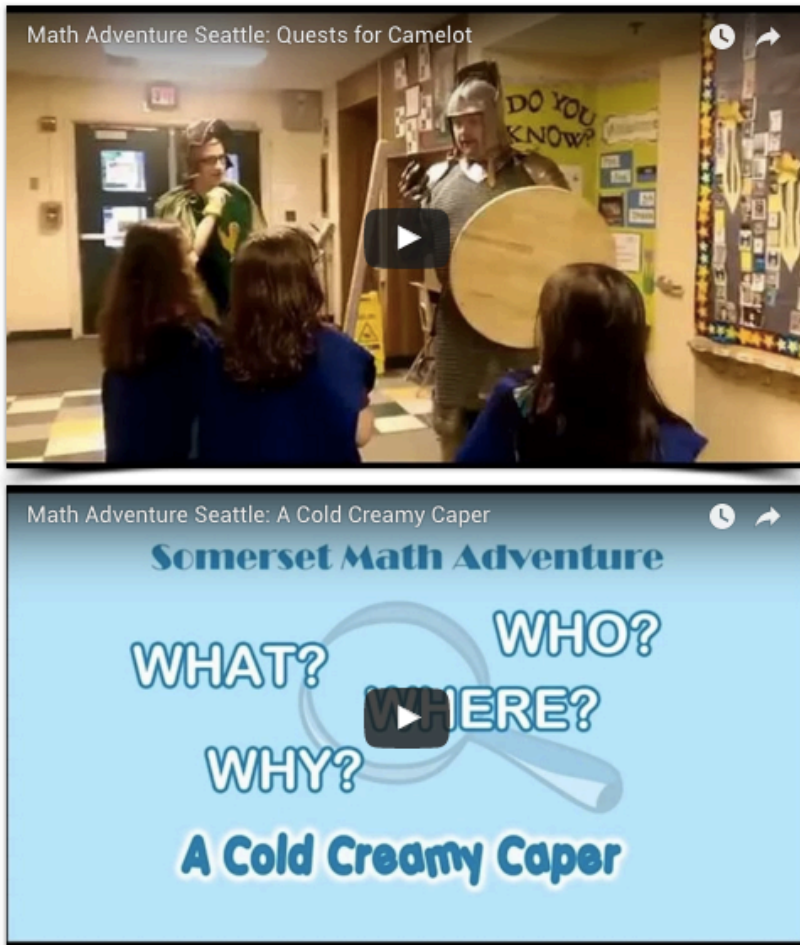 Math Adventure Seattle: Quests for Camelot
DO YOU
KNOW?
Math Adventure Seattle: A Cold Creamy Caper
Somerset Math Adventure
WHO?
WHAT?
WHERE?
WHY?
A Cold Creamy Caper